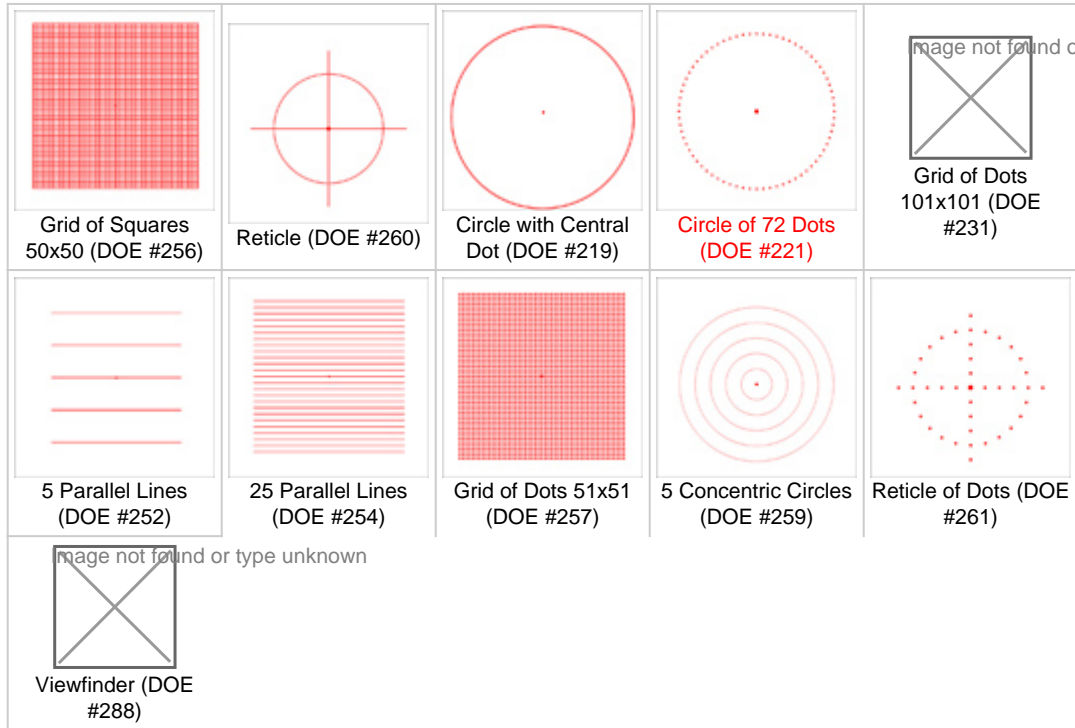 Image not found o
Grid of Squares
50x50 (DOE #256)
Reticle (DOE #260)
Circle with Central
Dot (DOE #219)
Circle of 72 Dots
(DOE #221)
Grid of Dots
101x101 (DOE
#231)
5 Parallel Lines
(DOE #252)
25 Parallel Lines
(DOE #254)
Grid of Dots 51x51
(DOE #257)
5 Concentric Circles
(DOE #259)
Reticle of Dots (DOE
#261)
Image not found or type unknown
Viewfinder (DOE
#288)